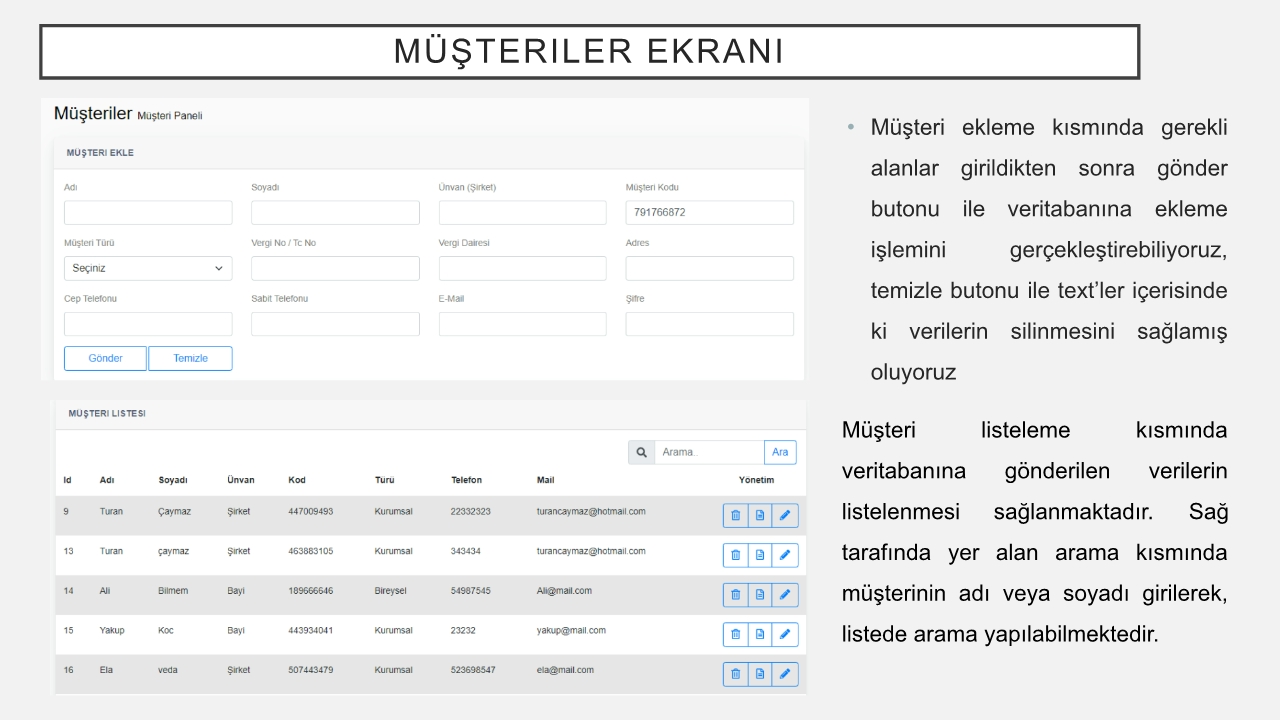 MÜŞTERILER EKRANI
Müşteriler Müşteri Paneli
MÜŞTERI EKLE
Adı Soyadı Ünvan (Şirket) Müşteri Kodu
791766872
Müşteri Türü Vergi No / Tc No Vergi Dairesi Adres
Seçiniz
Cep Telefonu Sabit Telefonu E-Mail Şifre
Gönder Temizle
MÜŞTERI LISTESI
Arama.. Ara
Id Adı Soyadı Ünvan Kod Türü Telefon Mail Yönetim
9 Turan Çaymaz Şirket 447009493 Kurumsal 22332323 turancaymaz@hotmail.com
13 Turan çaymaz Şirket 463883105 Kurumsal 343434 turancaymaz@hotmail.com
14 Ali Bilmem Bayi 189666646 Bireysel 54987545 Ali@mail.com
15 Yakup Koc Bayi 443934041 Kurumsal 23232 yakup@mail.com
16 Ela veda Şirket 507443479 Kurumsal 523698547 ela@mail.com
• Müşteri ekleme kısmında gerekli
alanlar girildikten sonra gönder
butonu ile veritabanına ekleme
işlemini gerçekleştirebiliyoruz,
temizle butonu ile text’ler içerisinde
ki verilerin silinmesini sağlamış
oluyoruz
Müşteri listeleme kısmında
veritabanına gönderilen verilerin
listelenmesi sağlanmaktadır. Sağ
tarafında yer alan arama kısmında
müşterinin adı veya soyadı girilerek,
listede arama yapılabilmektedir.